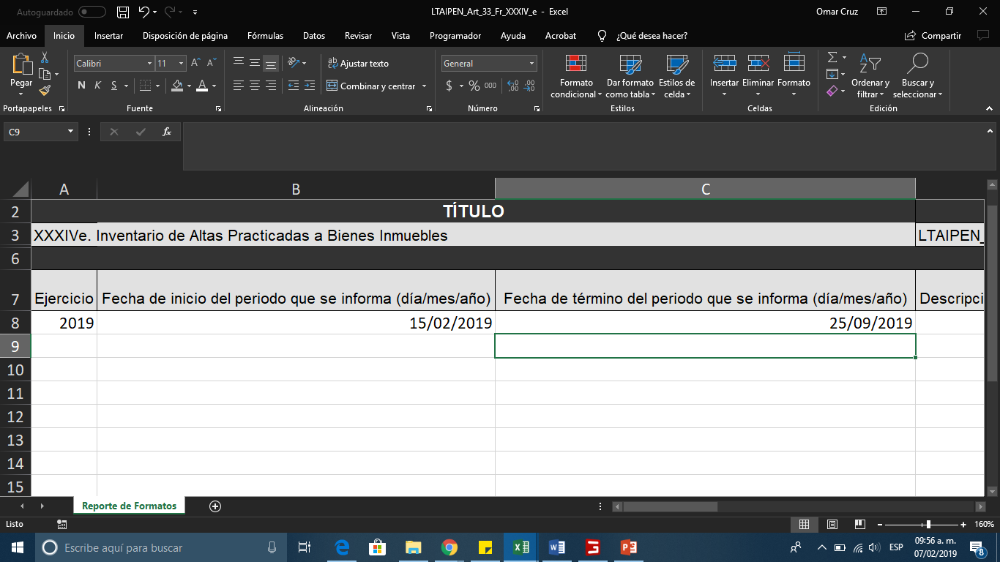 Autoguardado
LTAIPEN_Art_33_Fr_XXXIV_e - Excel
Omar Cruz
Archivo Inicio Insertar Disposición de página Fórmulas Datos Revisar Vista Programador Ayuda Acrobat ¿Qué desea hacer? Compartir
Pegar
Calibri 11
N K S
Ajustar texto
Combinar y centrar
General
$ % 000
Formato condicional
Dar formato como tabla
Estilos de celda
Insertar Eliminar Formato
Ordenar y filtrar
Buscar y seleccionar
Portapapeles Fuente Alineación Número Estilos Celdas Edición
C9 fx
A B C
2 TÍTULO
3 XXXIVe. Inventario de Altas Practicadas a Bienes Inmuebles LTAIPEN_
6
7 Ejercicio Fecha de inicio del periodo que se informa (día/mes/año) Fecha de término del periodo que se informa (día/mes/año) Descripci
8 2019 15/02/2019 25/09/2019
9
10
11
12
13
14
15
Reporte de Formatos
Listo 160%
Escribe aquí para buscar
ESP
09:56 a. m.
07/02/2019
8